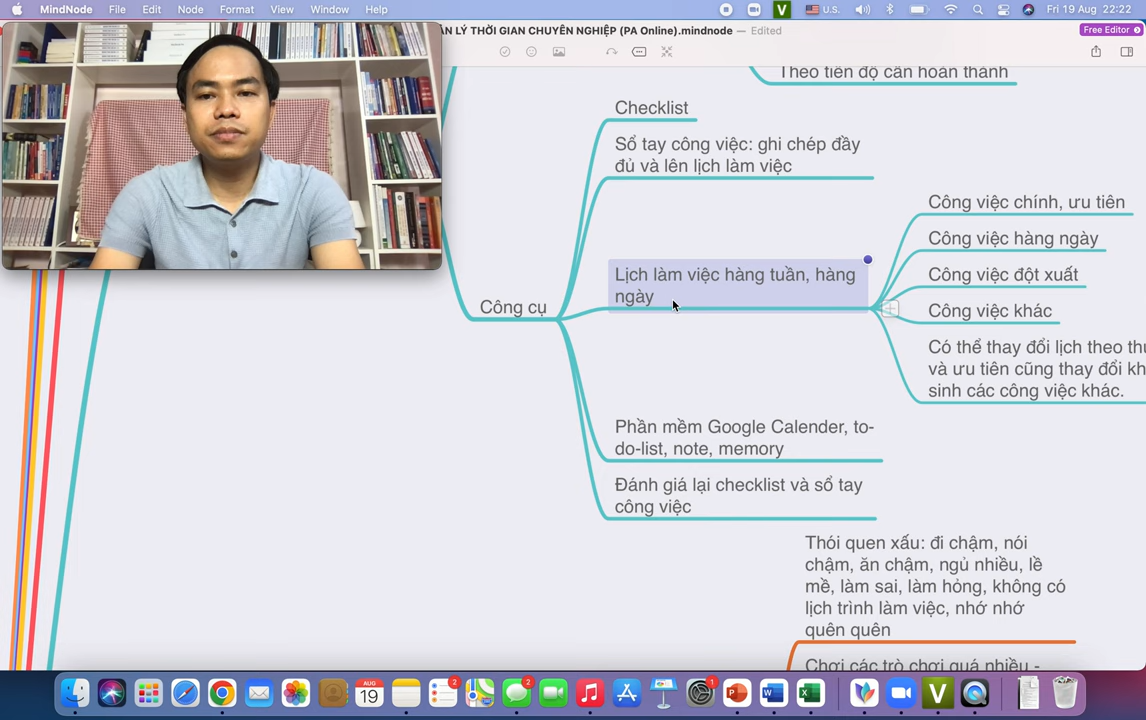 MindNode File Edit Node Format View Window Help
U.S. Fri 19 Aug 22:22
ẢN LÝ THỜI GIAN CHUYÊN NGHIỆP (PA Online).mindnode — Edited
Free Editor
Theo tiến độ cần hoàn thành
Checklist
Sổ tay công việc: ghi chép đầy
đủ và lên lịch làm việc
Lịch làm việc hàng tuần, hàng
ngày
Công việc chính, ưu tiên
Công việc hàng ngày
Công việc đột xuất
Công việc khác
Có thể thay đổi lịch theo thứ
và ưu tiên cũng thay đổi kh
sinh các công việc khác.
Công cụ
Phần mềm Google Calender, to-
do-list, note, memory
Đánh giá lại checklist và sổ tay
công việc
Thói quen xấu: đi chậm, nói
chậm, ăn chậm, ngủ nhiều, lề
mề, làm sai, làm hỏng, không có
lịch trình làm việc, nhớ nhớ
quên quên
Chơi các trò chơi quá nhiều -
AUG
19
2
2
1